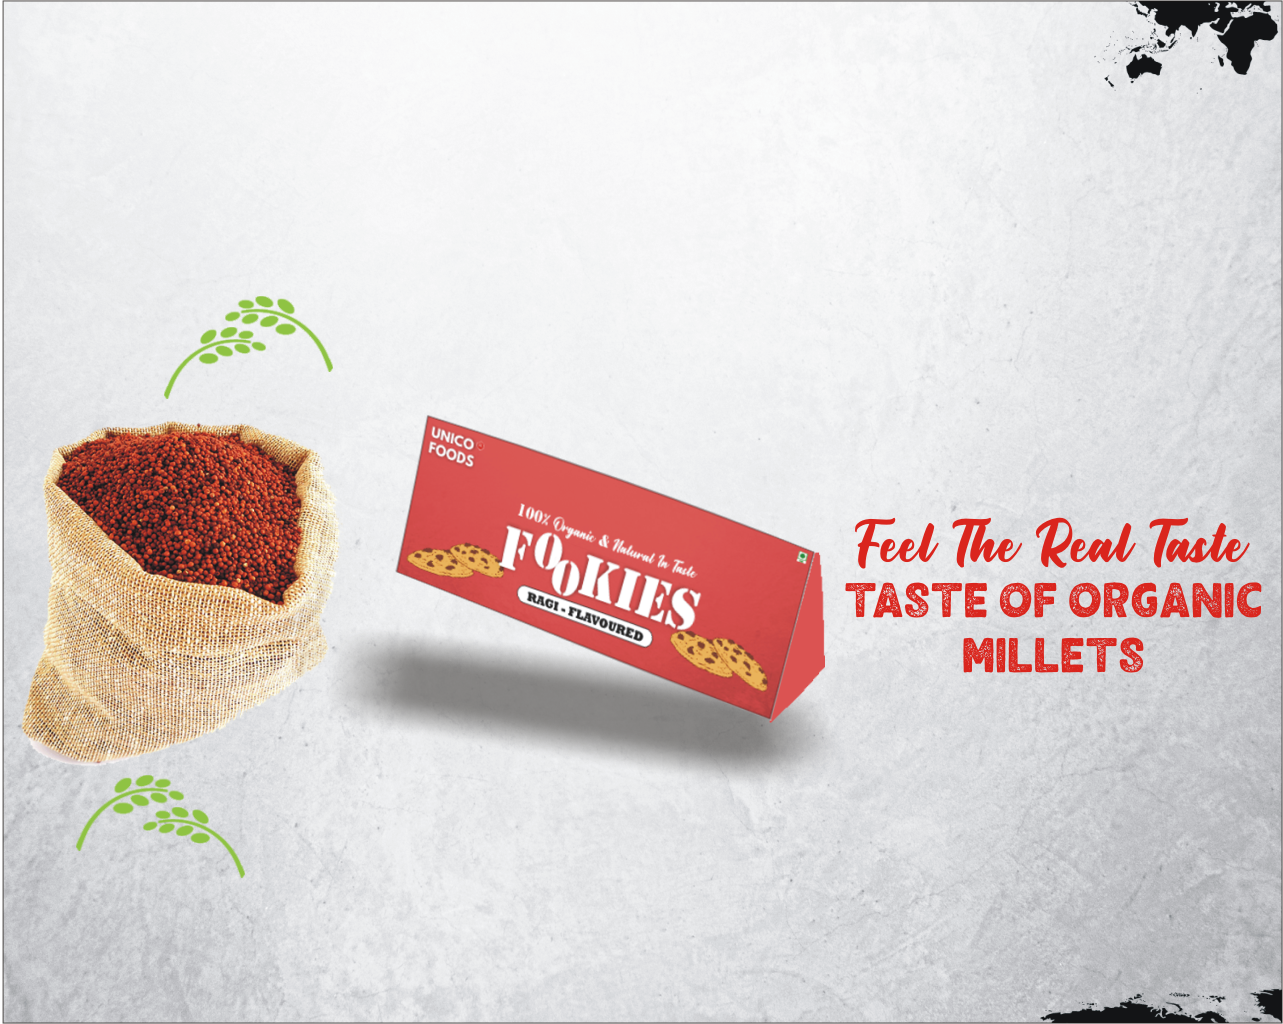 UNICO
FOODS
100% Organic & Natural In Taste
FOOKIES
RAGI - FLAVOURED
Feel The Real Taste
TASTE OF ORGANIC
MILLETS